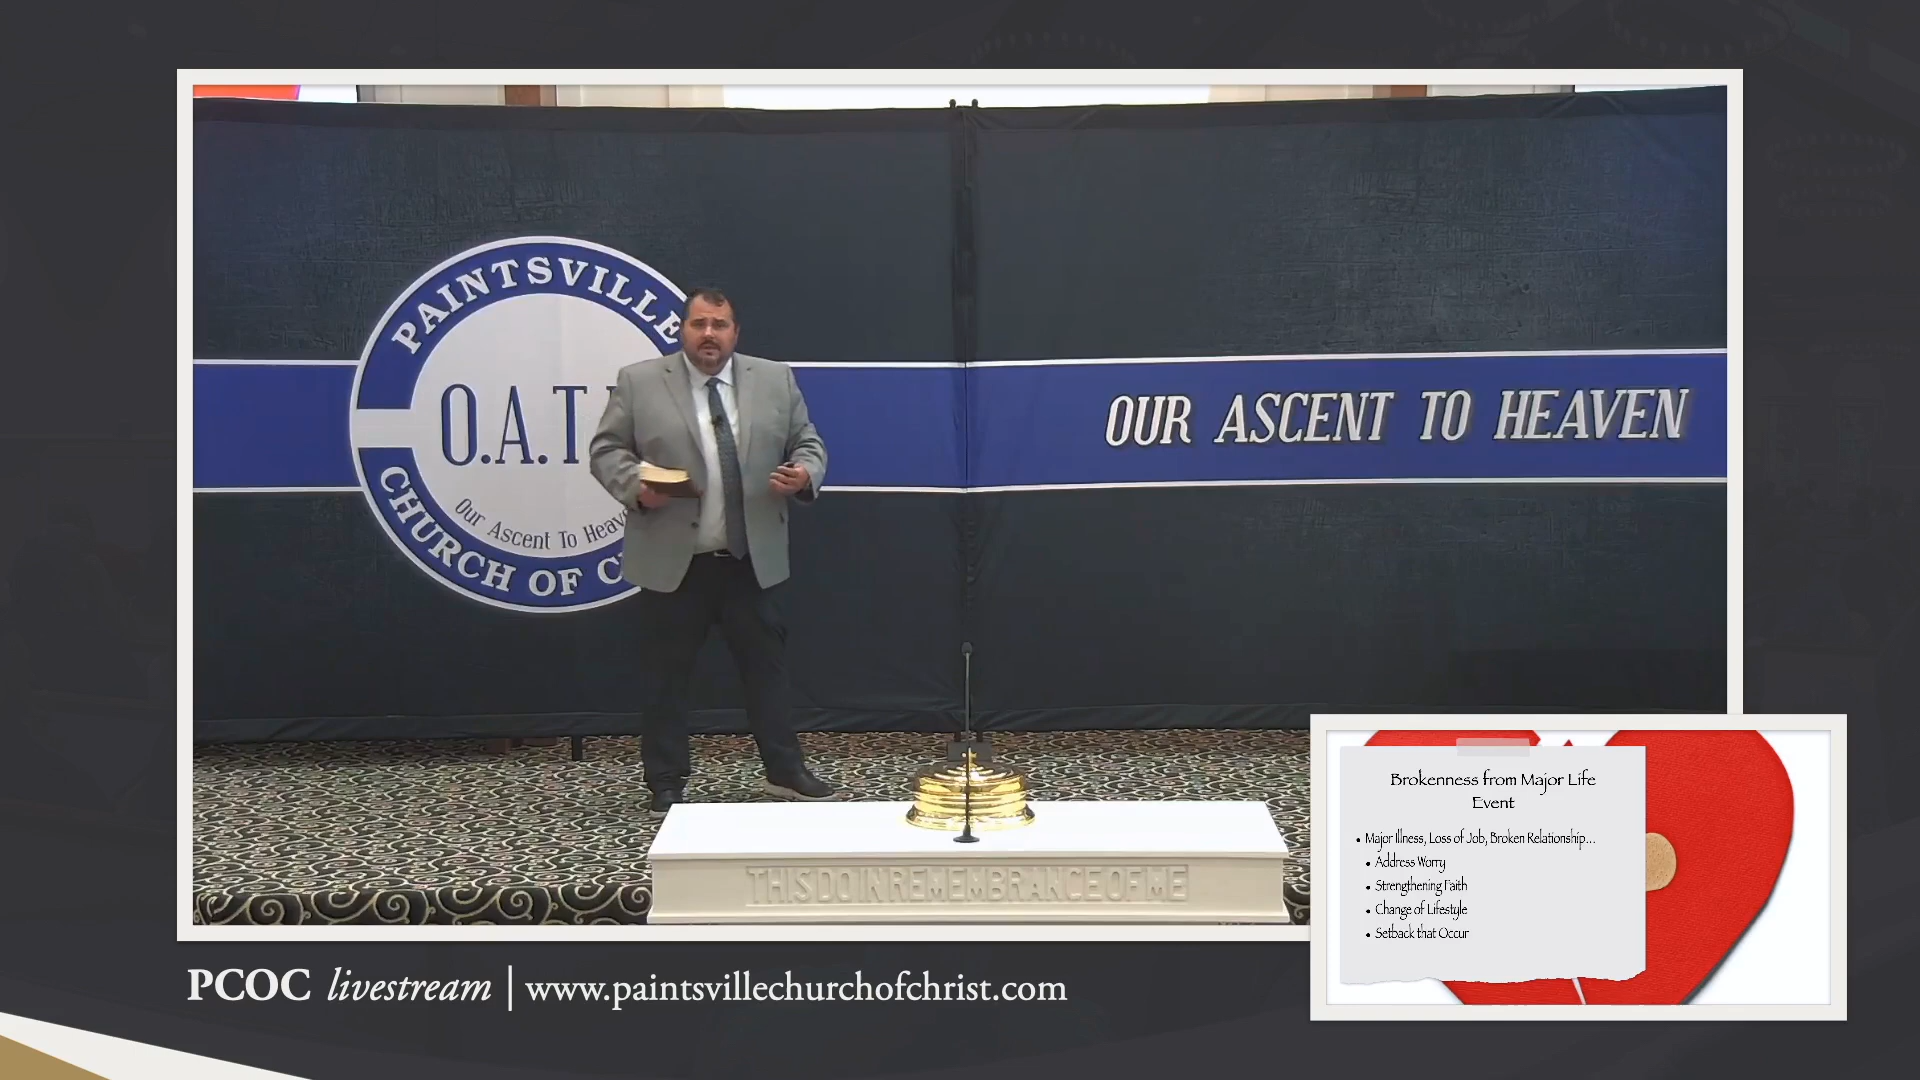 PAINTSVILLE
O.A.T
Our Ascent To Heav
CHURCH OF C
OUR ASCENT TO HEAVEN
THIS DO IN REMEMBRANCE OF ME
Brokenness from Major Life
Event
• Major Illness, Loss of Job, Broken Relationship...
• Address Worry
• Strengthening Faith
• Change of Lifestyle
• Setback that Occur
PCOC livestream | www.paintsvillechurchofchrist.com